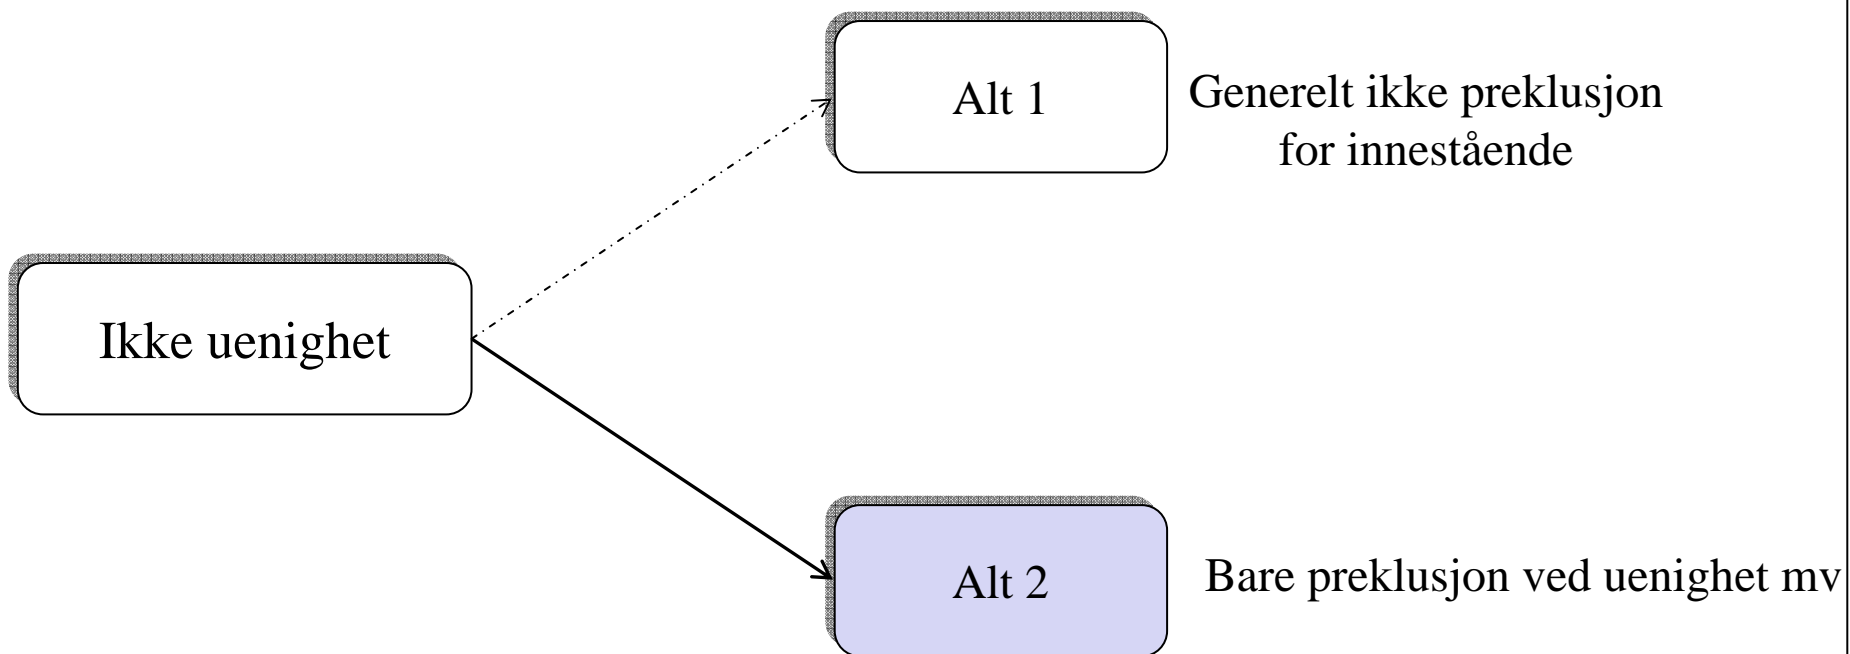 Alt 1
Generelt ikke preklusjon
for innestående
Ikke uenighet
Alt 2
Bare preklusjon ved uenighet mv